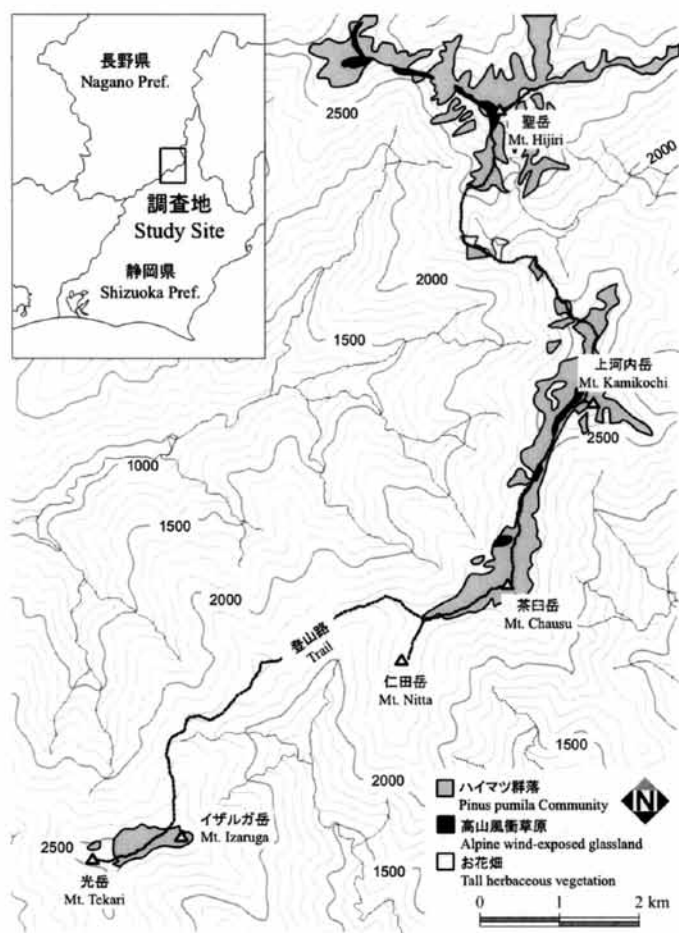 長野県
Nagano Pref.
調査地
Study Site
静岡県
Shizuoka Pref.
2500
聖岳
Mt. Hijiri
2000
2000
1500
上河内岳
Mt. Kamikochi
2500
1000
1500
2000
茶臼岳
Mt. Chausu
登山路
Trail
仁田岳
Mt. Nitta
1500
2000
イザルガ岳
Mt. Izaruga
2500
光岳
Mt. Tekari
1500
ハイマツ群落
Pinus pumila Community
高山風衝草原
Alpine wind-exposed glassland
お花畑
Tall herbaceous vegetation
N
0 1 2 km